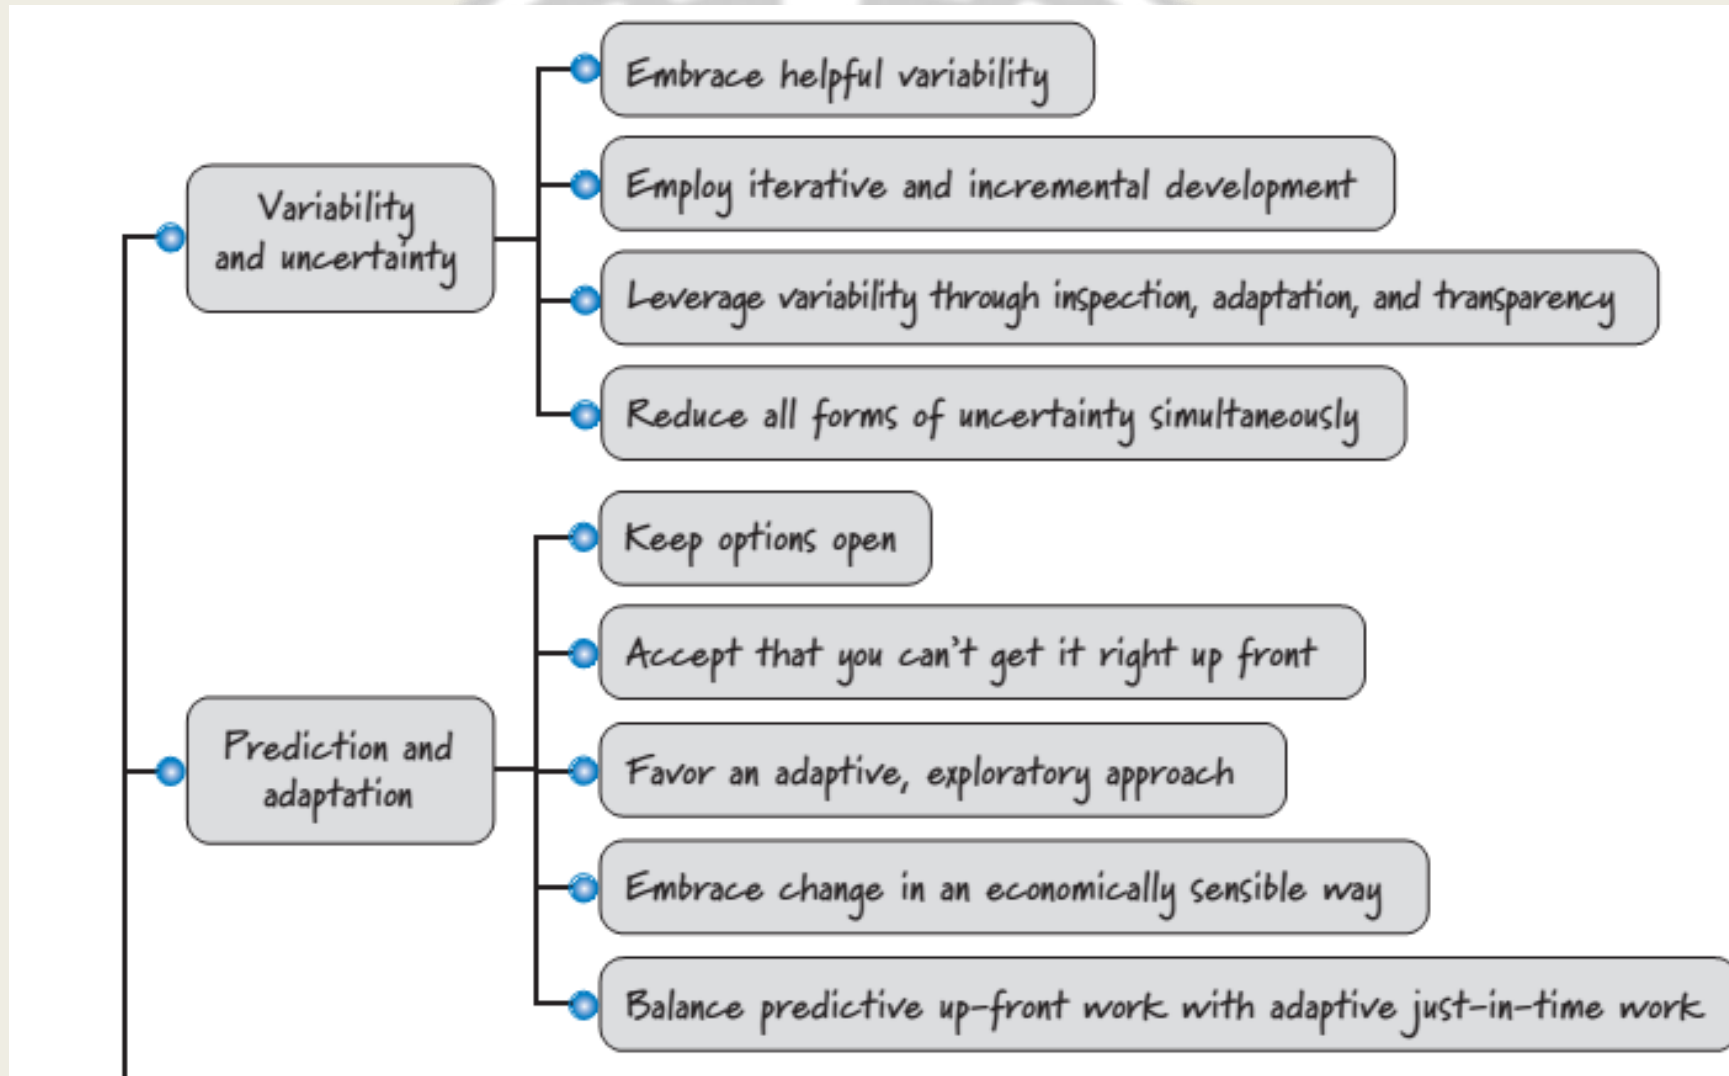 Variability
and uncertainty
Embrace helpful variability
Employ iterative and incremental development
Leverage variability through inspection, adaptation, and transparency
Reduce all forms of uncertainty simultaneously
Prediction and
adaptation
Keep options open
Accept that you can't get it right up front
Favor an adaptive, exploratory approach
Embrace change in an economically sensible way
Balance predictive up-front work with adaptive just-in-time work